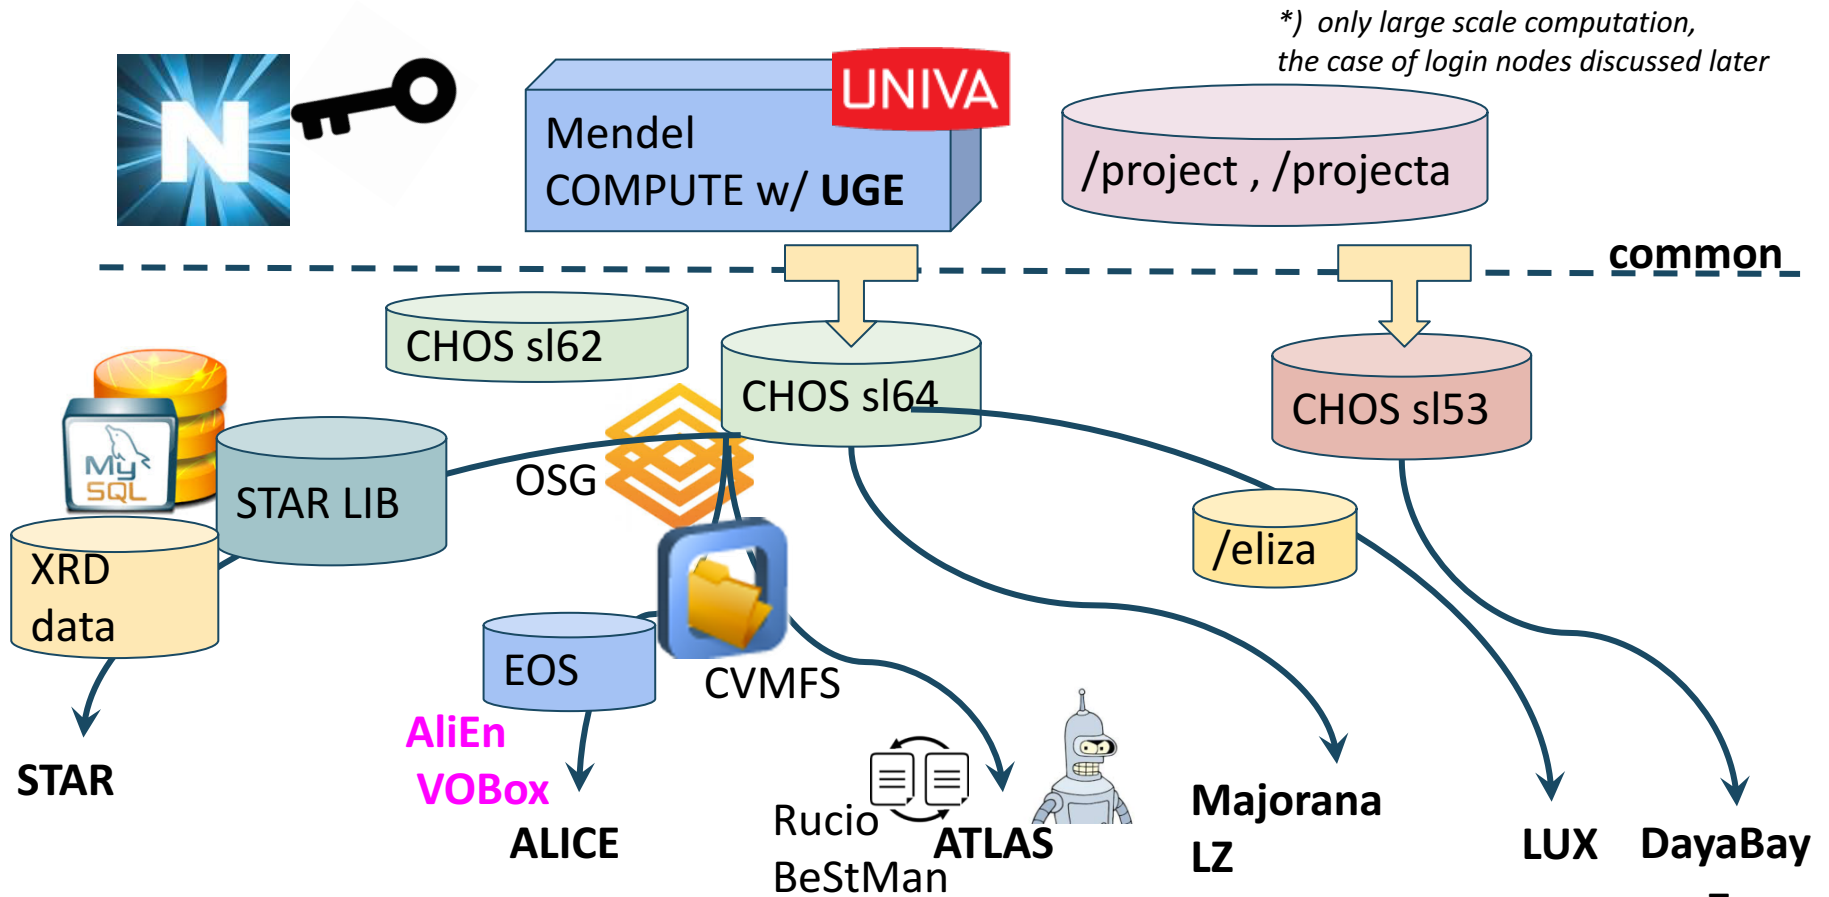 *) only large scale computation,
the case of login nodes discussed later
N
UNIVA
Mendel
COMPUTE w/ UGE
/project , /projecta
common
CHOS sl62
CHOS sl64
CHOS sl53
My
SQL
STAR LIB
OSG
/eliza
XRD
data
EOS
CVMFS
AliEn
VOBox
STAR
ALICE
Rucio
BeStMan
ATLAS
Majorana
LZ
LUX
DayaBay